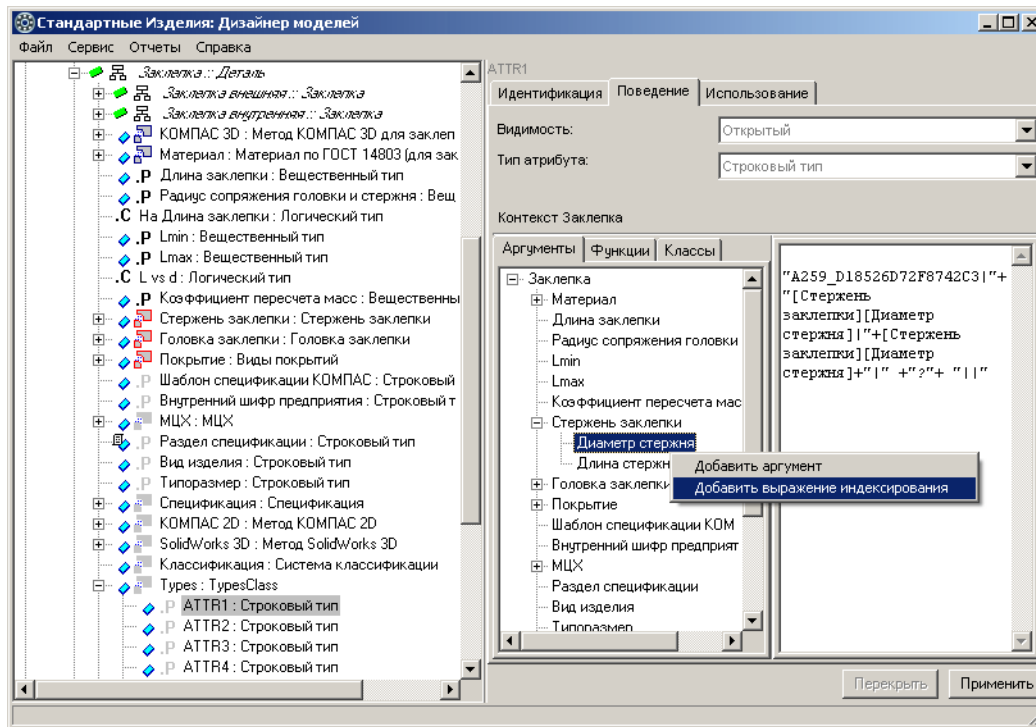 Стандартные Изделия: Дизайнер моделей
Файл Сервис Отчеты Справка
Заклепка :: Деталь
Заклепка внешняя :: Заклепка
Заклепка внутренняя :: Заклепка
КОМПАС 3D : Метод КОМПАС 3D для заклеп
Материал : Материал по ГОСТ 14803 (для зак
.P Длина заклепки : Вещественный тип
.P Радиус сопряжения головки и стержня : Вещ
.C На Длина заклепки : Логический тип
.P Lmin : Вещественный тип
.P Lmax : Вещественный тип
.C L vs d : Логический тип
.P Коэффициент пересчета масс : Вещественны
Стержень заклепки : Стержень заклепки
Головка заклепки : Головка заклепки
Покрытие : Виды покрытий
.P Шаблон спецификации КОМПАС : Строковый
.P Внутренний шифр предприятия : Строковый т
МЦХ : МЦХ
.P Раздел спецификации : Строковый тип
.P Вид изделия : Строковый тип
.P Типоразмер : Строковый тип
Спецификация : Спецификация
КОМПАС 2D : Метод КОМПАС 2D
SolidWorks 3D : Метод SolidWorks 3D
Классификация : Система классификации
Types : TypesClass
.P ATTR1 : Строковый тип
.P ATTR2 : Строковый тип
.P ATTR3 : Строковый тип
.P ATTR4 : Строковый тип
ATTR1
Идентификация Поведение Использование
Видимость: Открытый
Тип атрибута: Строковый тип
Контекст Заклепка
Аргументы Функции Классы
Заклепка
Материал
Длина заклепки
Радиус сопряжения головки
Lmin
Lmax
Коэффициент пересчета мас
Стержень заклепки
Диаметр стержня
Длина стержн
Головка заклепки
Покрытие
Шаблон спецификации КОМ
Внутренний шифр предприят
МЦХ
Раздел спецификации
Вид изделия
Типоразмер
Добавить аргумент
Добавить выражение индексирования
"A259_D18526D72F8742C3|"+
"[Стержень
заклепки][Диаметр
стержня]|"+[Стержень
заклепки][Диаметр
стержня]+"|" +"?"+ "||"
Перекрыть Применить